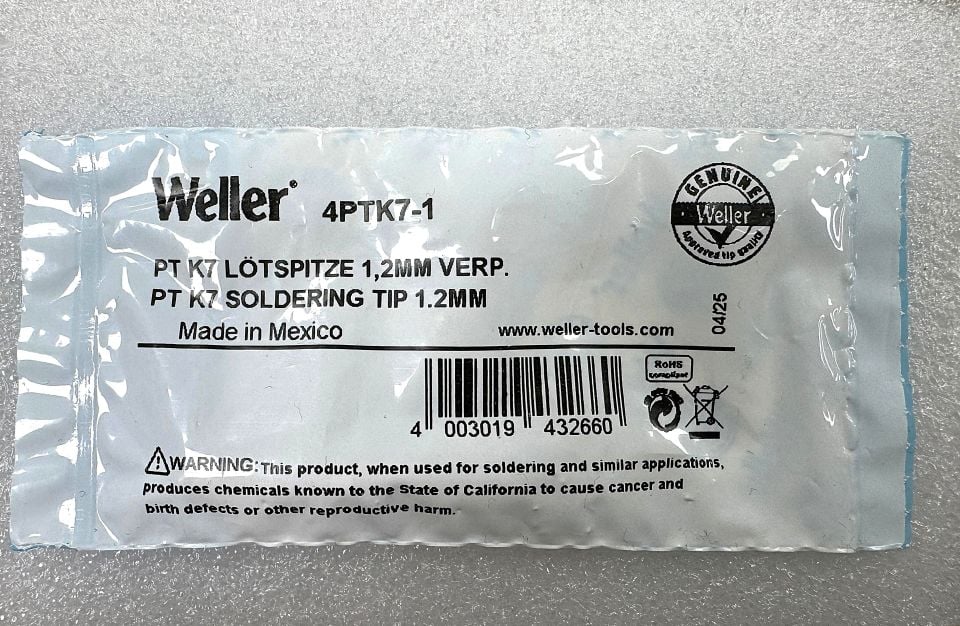 Weller® 4PTK7-1
GENUINE!
Weller
Approved tip quality
PT K7 LÖTSPITZE 1,2MM VERP.
PT K7 SOLDERING TIP 1.2MM
Made in Mexico www.weller-tools.com
04/25
RoHS
compliant
4 003019 432660
WARNING: This product, when used for soldering and similar applications,
produces chemicals known to the State of California to cause cancer and
birth defects or other reproductive harm.